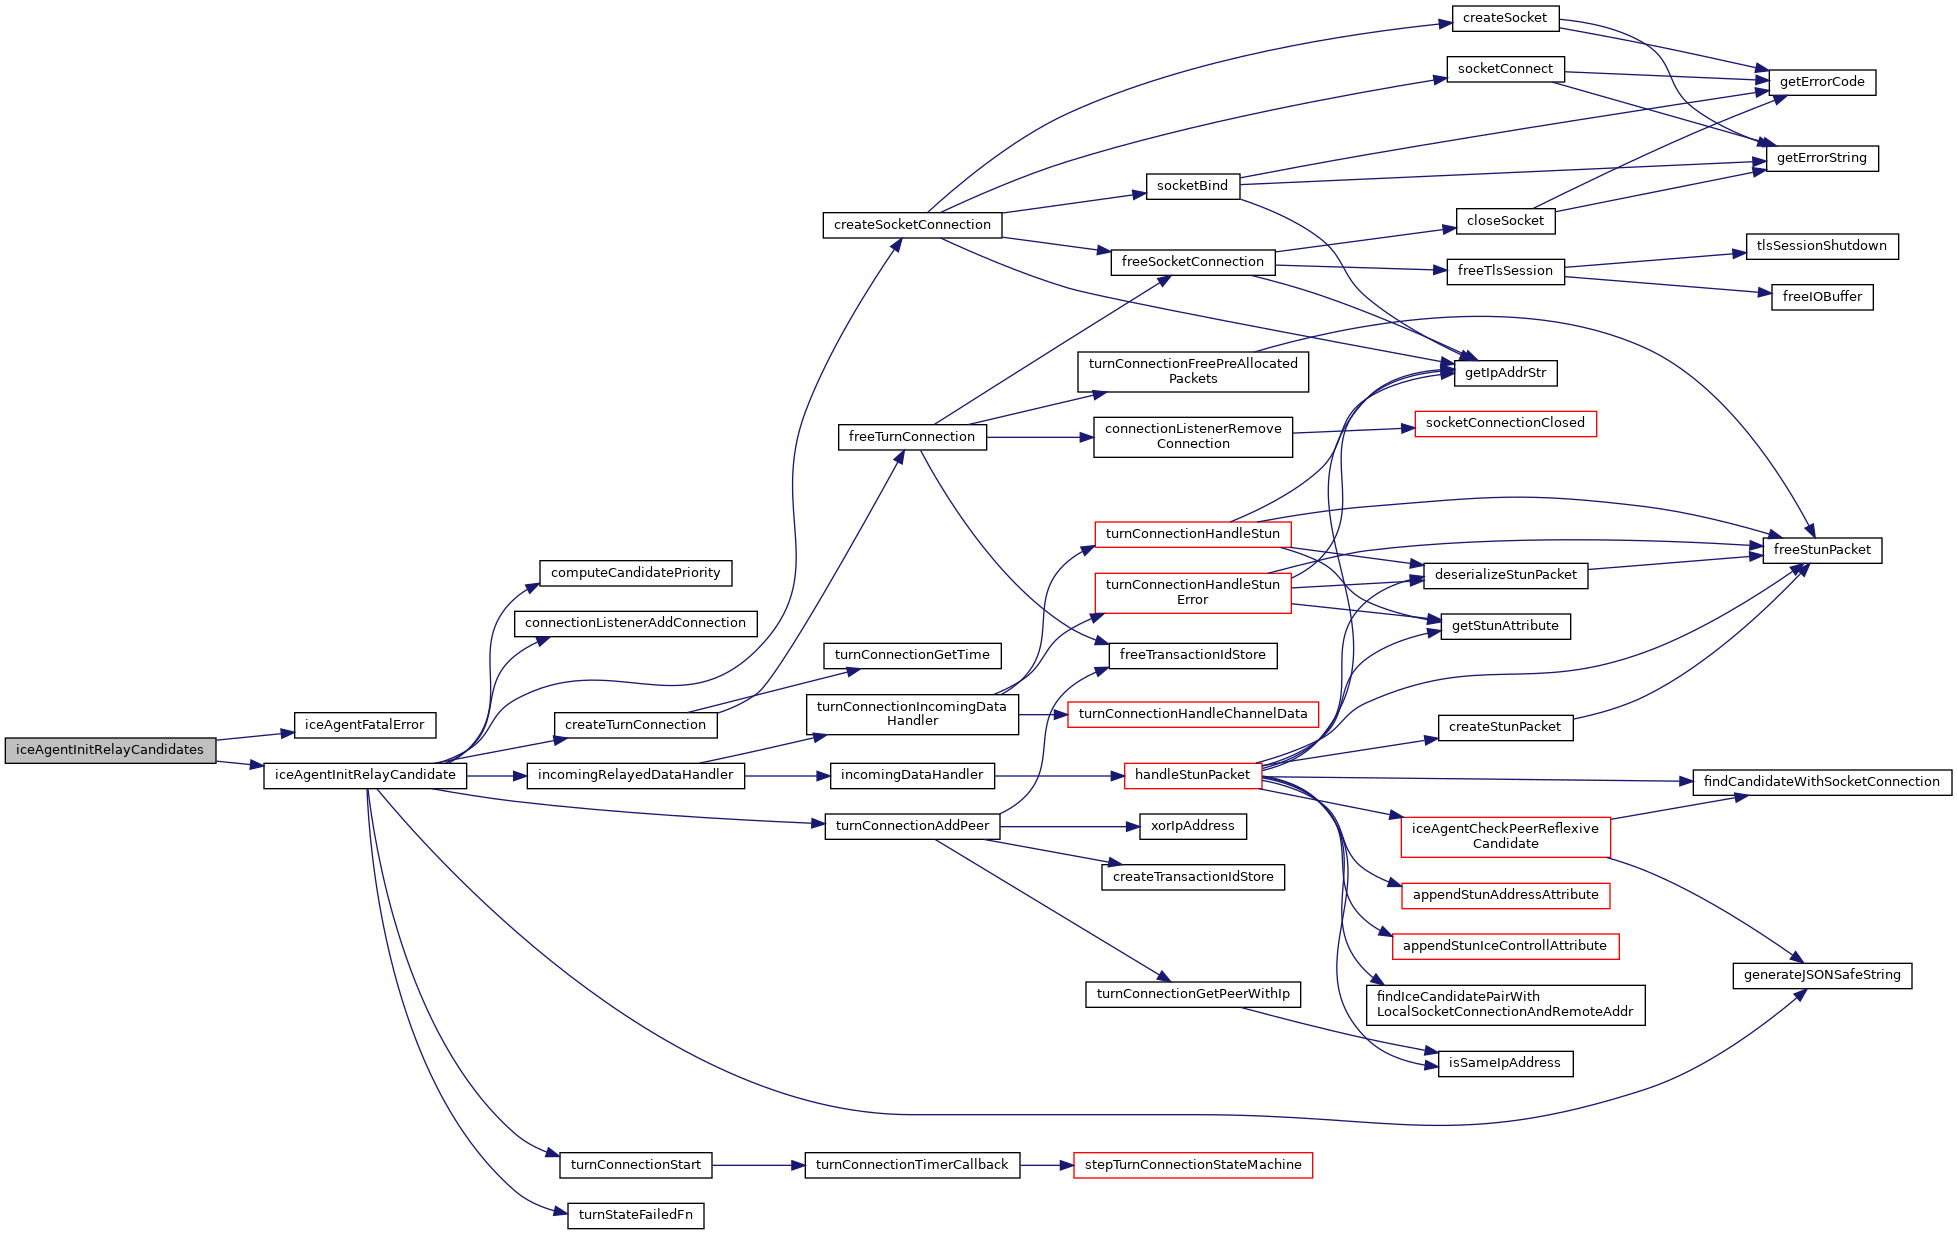 createSocket
socketConnect
getErrorCode
getErrorString
socketBind
createSocketConnection
closeSocket
tlsSessionShutdown
freeSocketConnection
freeTlsSession
freeIOBuffer
turnConnectionFreePreAllocated
Packets
getIpAddrStr
freeTurnConnection
connectionListenerRemove
Connection
socketConnectionClosed
turnConnectionHandleStun
freeStunPacket
computeCandidatePriority
deserializeStunPacket
turnConnectionHandleStun
Error
connectionListenerAddConnection
getStunAttribute
turnConnectionGetTime
freeTransactionIdStore
iceAgentFatalError
createTurnConnection
turnConnectionIncomingData
Handler
turnConnectionHandleChannelData
createStunPacket
iceAgentInitRelayCandidates
iceAgentInitRelayCandidate
incomingRelayedDataHandler
incomingDataHandler
handleStunPacket
findCandidateWithSocketConnection
turnConnectionAddPeer
xorIpAddress
iceAgentCheckPeerReflexive
Candidate
createTransactionIdStore
appendStunAddressAttribute
appendStunIceControllAttribute
generateJSONSafeString
turnConnectionGetPeerWithIp
findIceCandidatePairWith
LocalSocketConnectionAndRemoteAddr
isSameIpAddress
turnConnectionStart
turnConnectionTimerCallback
stepTurnConnectionStateMachine
turnStateFailedFn